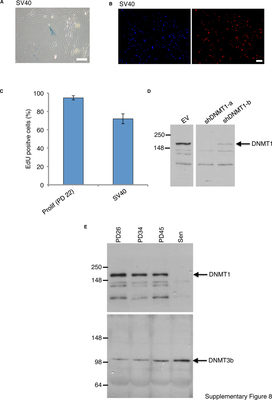 A
SV40
B
SV40
C
EdU positive cells (%)
100
80
60
40
20
0
Prolif (PD 22)
SV40
D
EV
shDNMT1-a
shDNMT1-b
250
148
DNMT1
E
PD26
PD34
PD45
Sen
250
148
DNMT1
148
98
64
DNMT3b
Supplementary Figure 8